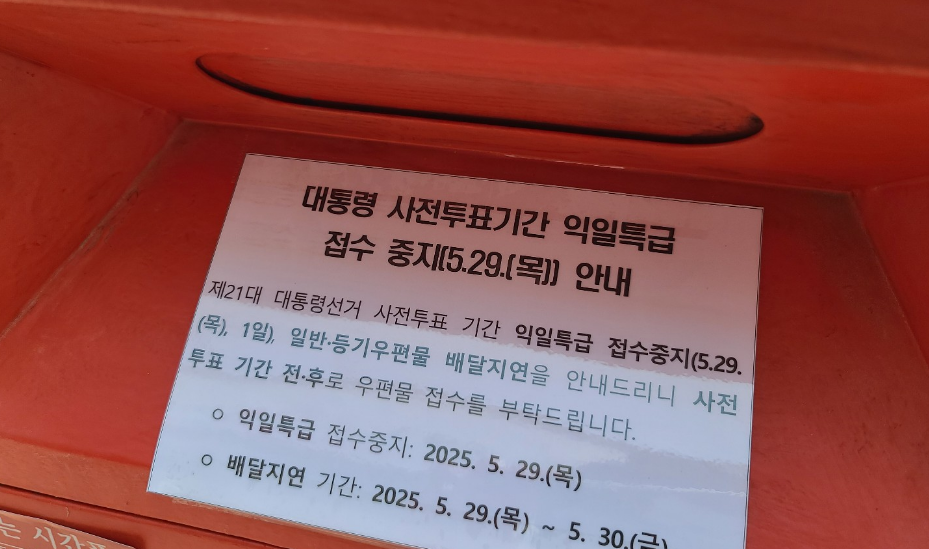 대통령 사전투표기간 익일특급
접수 중지(5.29.(목)) 안내
제21대 대통령선거 사전투표 기간 익일특급 접수중지(5.29.
(목), 1일), 일반·등기우편물 배달지연을 안내드리니 사전
투표 기간 전·후로 우편물 접수를 부탁드립니다.
○ 익일특급 접수중지: 2025. 5. 29.(목)
○ 배달지연 기간: 2025. 5. 29.(목) ~ 5. 30.(금)
는 시간표